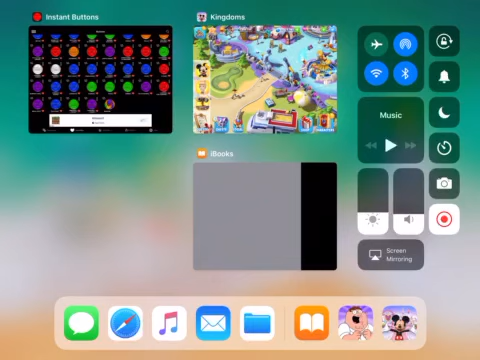 Instant Buttons
Kingdoms
iBooks
Music
Screen
Mirroring